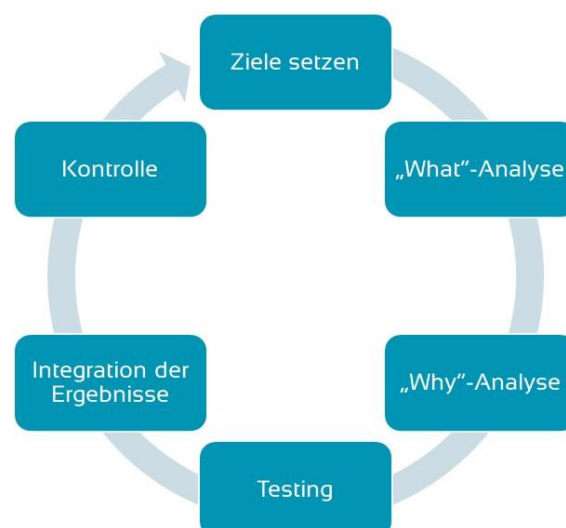 Ziele setzen
„What”-Analyse
„Why”-Analyse
Testing
Integration der
Ergebnisse
Kontrolle